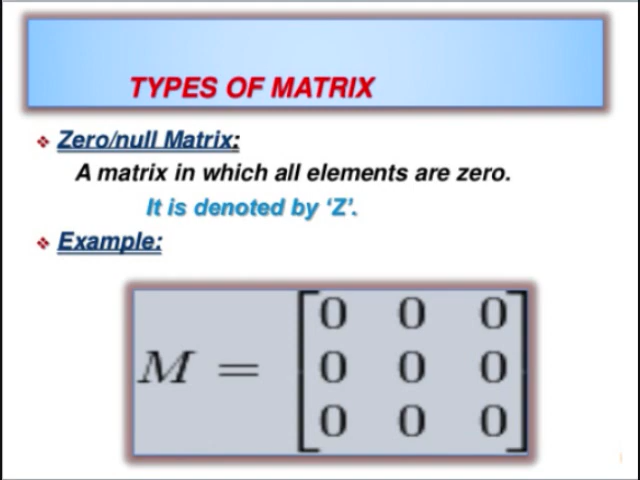 TYPES OF MATRIX
❖ Zero/null Matrix:
A matrix in which all elements are zero.
It is denoted by ‘Z’.
❖ Example:
M = [0 0 0
0 0 0
0 0 0]